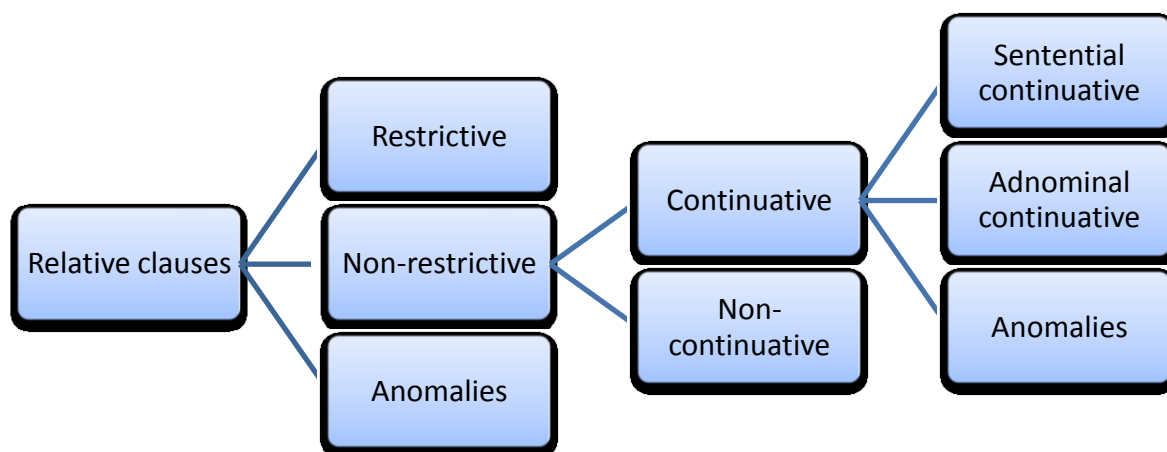 Relative clauses
Restrictive
Non-restrictive
Anomalies
Continuative
Non-
continuative
Sentential
continuative
Adnominal
continuative
Anomalies